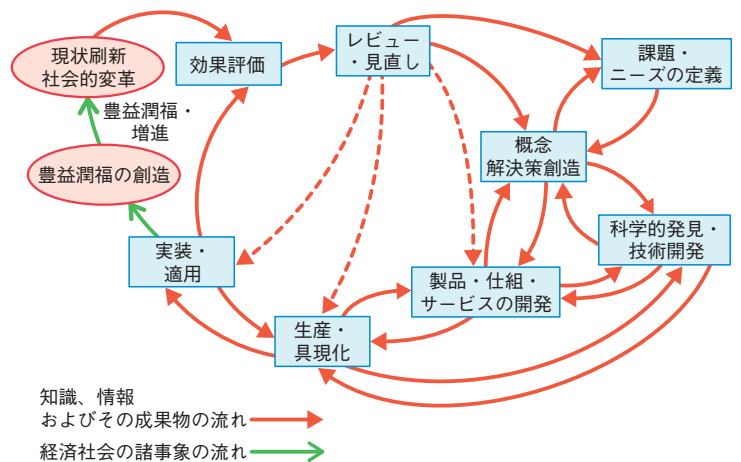 現状刷新
社会的変革
効果評価
レビュー
・見直し
課題・
ニーズの定義
豊益潤福・
増進
概念
解決策創造
豊益潤福の創造
科学的発見・
技術開発
実装・
適用
製品・仕組・
サービスの開発
生産・
具現化
知識、情報
およびその成果物の流れ
経済社会の諸事象の流れ